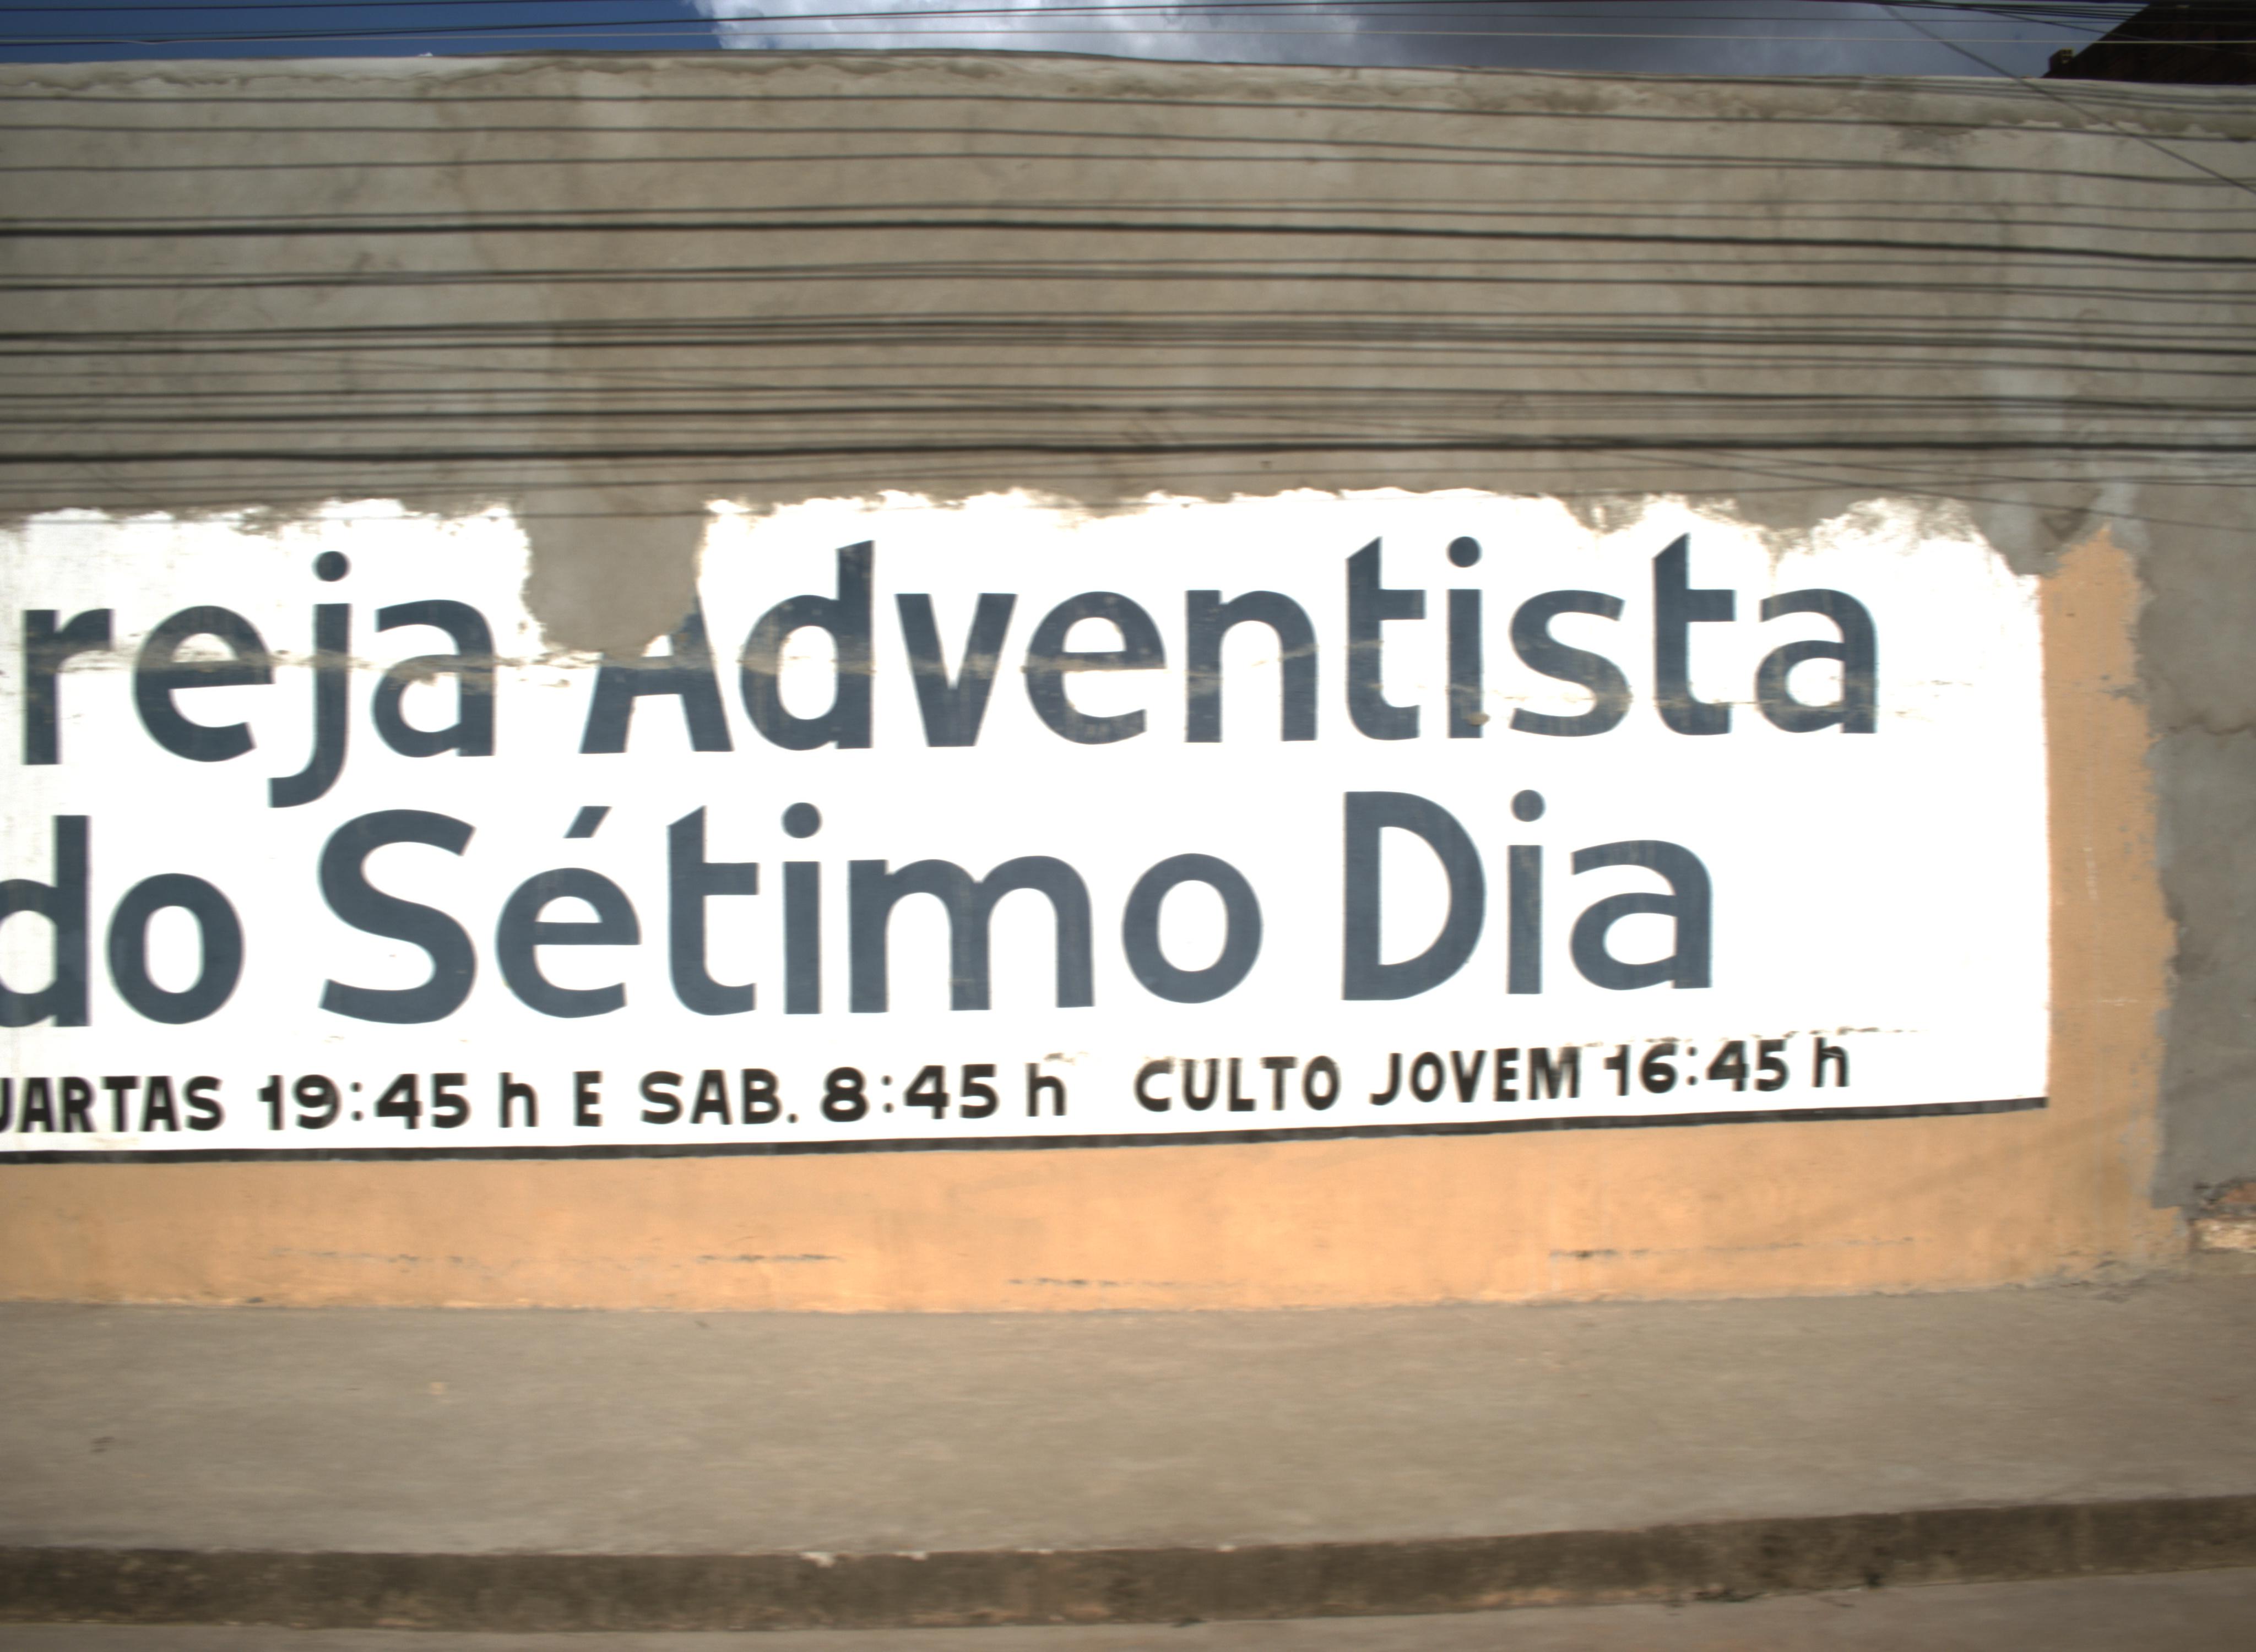 reja Adventista
do Sétimo Dia
UARTAS 19:45 h E SAB. 8:45 h CULTO JOVEM 16:45 h